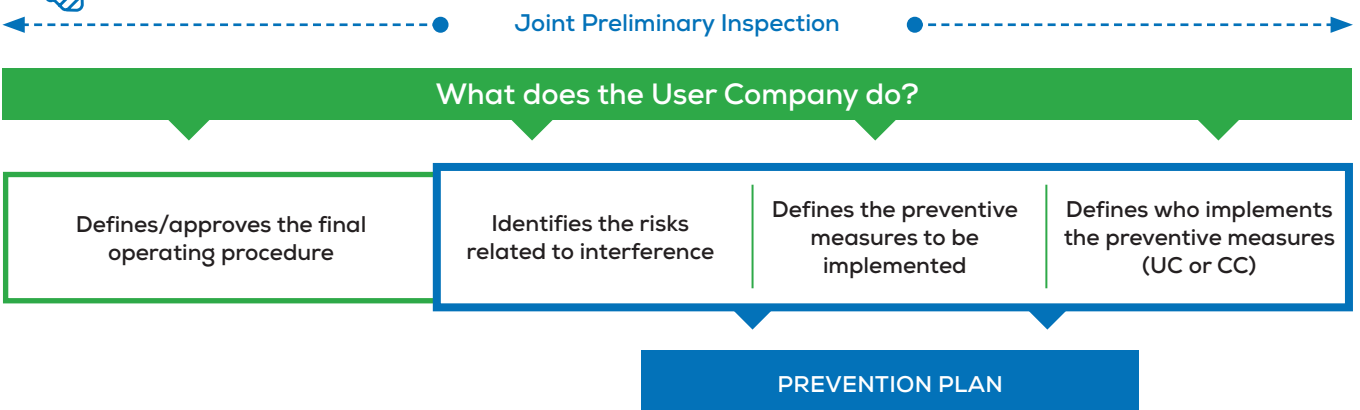 Joint Preliminary Inspection
What does the User Company do?
Defines/approves the final
operating procedure
Identifies the risks
related to interference
Defines the preventive
measures to be
implemented
Defines who implements
the preventive measures
(UC or CC)
PREVENTION PLAN